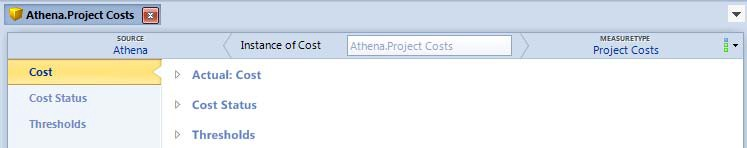 Athena.Project Costs
SOURCE
Athena
Instance of Cost
Athena.Project Costs
MEASURETYPE
Project Costs
Cost
Cost Status
Thresholds
Actual: Cost
Cost Status
Thresholds